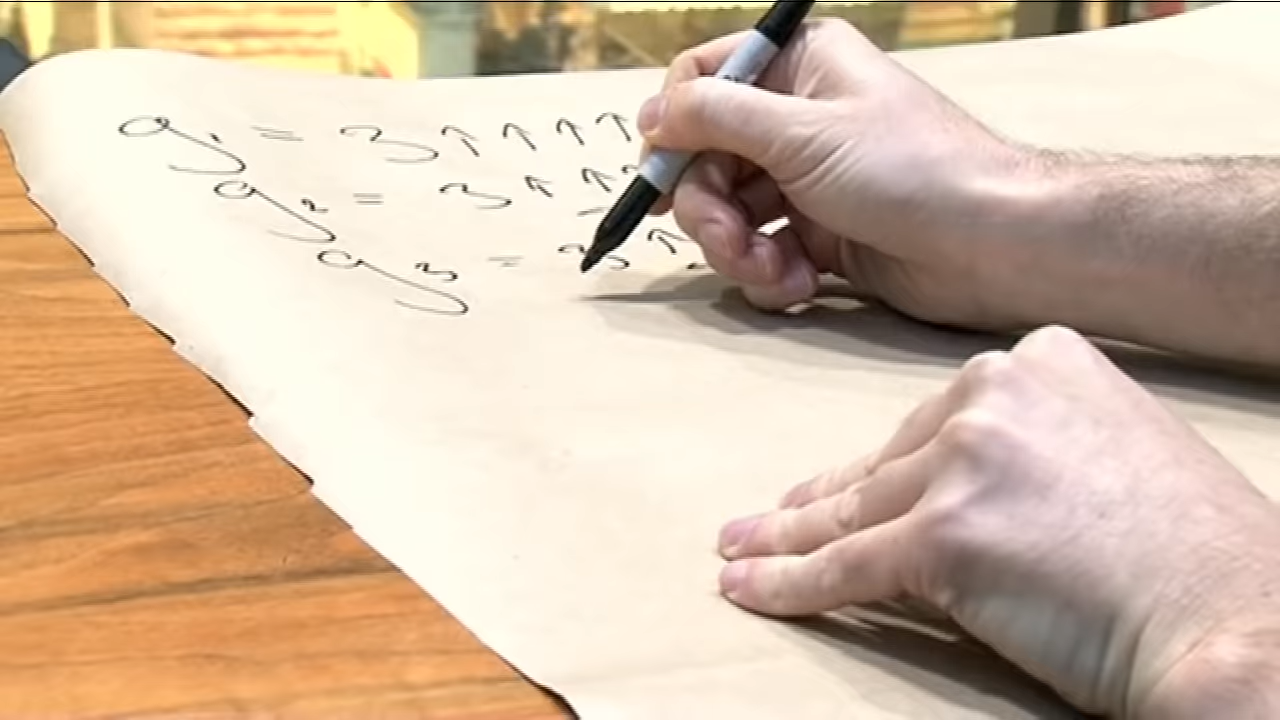 g₁ = 3 ↑ ↑ ↑ ↑
g₂ = 3 ↑ ↑
g₃ = 3 ↑